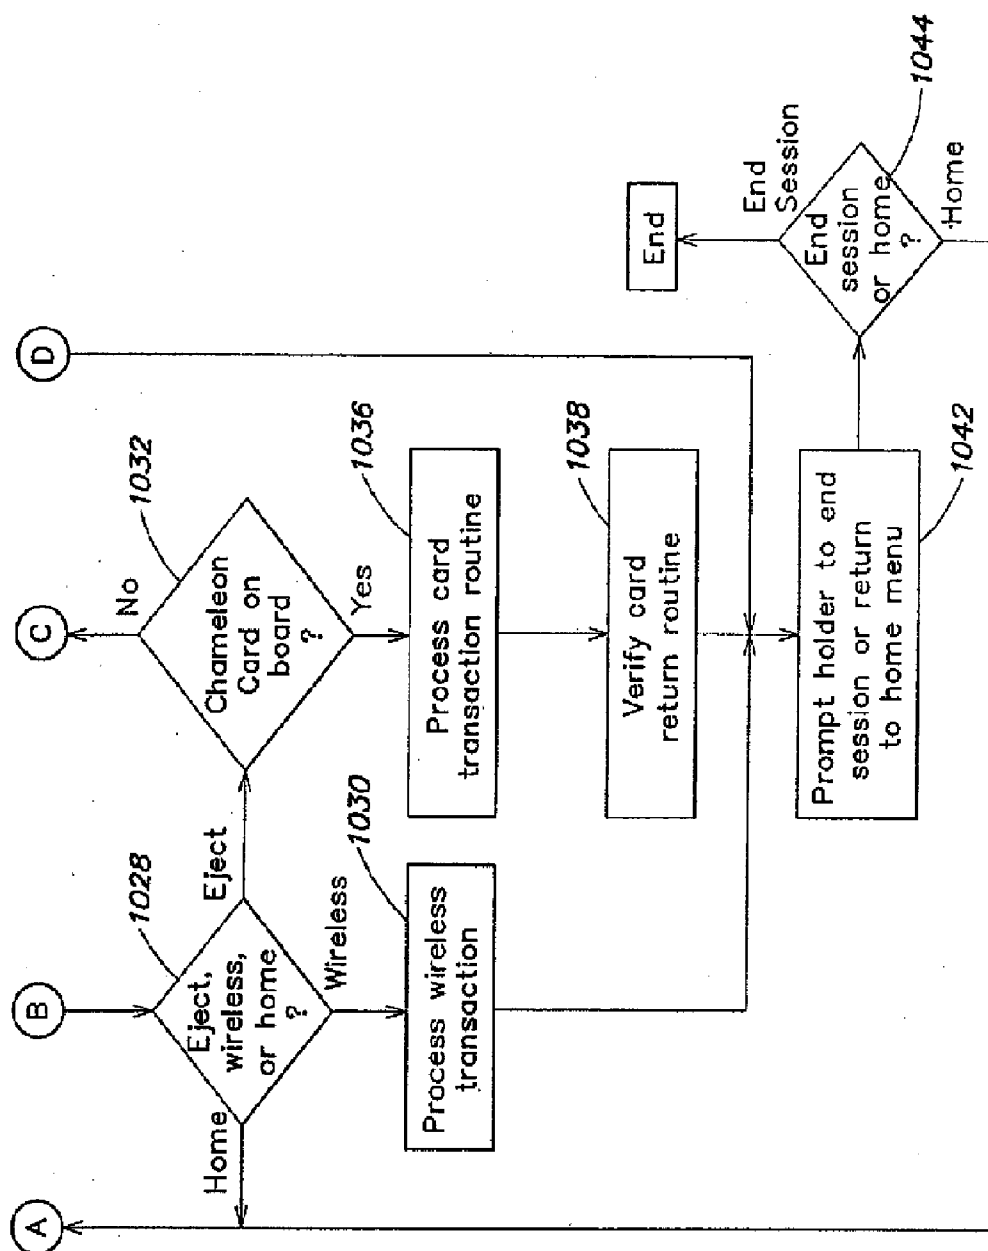 A
B
C
D
1028
Eject,
wireless,
or home
?
Home
Eject
Wireless
1030
Process wireless
transaction
1032
Chameleon
Card on
board
?
No
Yes
1036
Process card
transaction routine
1038
Verify card
return routine
1042
Prompt holder to end
session or return
to home menu
1044
End
session
or home
?
End
Session
Home
End